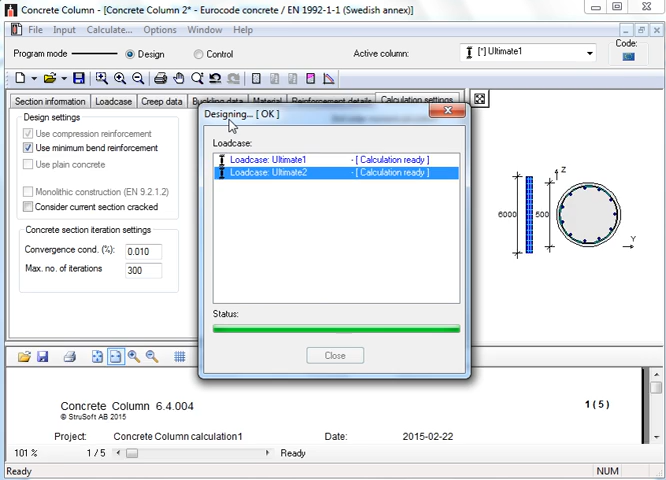 Concrete Column - [Concrete Column 2* - Eurocode concrete / EN 1992-1-1 (Swedish annex)]
File Input Calculate... Options Window Help
Program mode Design Control Active column: [*] Ultimate1 Code:
Section information Loadcase Creep data Buckling data Material Reinforcement details Calculation settings
Design settings
Use compression reinforcement
Use minimum bend reinforcement
Use plain concrete
Monolithic construction (EN 9.2.1.2)
Consider current section cracked
Concrete section iteration settings
Convergence cond. (%): 0.010
Max. no. of iterations 300
Designing... [ OK ]
Loadcase:
Loadcase: Ultimate1 - [ Calculation ready ]
Loadcase: Ultimate2 - [ Calculation ready ]
Status:
Close
Z
6000 500
Y
Concrete Column 6.4.004 1 ( 5 )
© StruSoft AB 2015
Project: Concrete Column calculation1 Date: 2015-02-22
101 % 1 / 5 Ready
Ready NUM